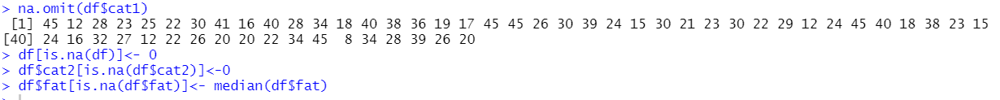 > na.omit(df$cat1)
 [1] 45 12 28 23 25 22 30 41 16 40 28 34 18 40 38 36 19 17 45 45 26 30 39 24 15 30 21 23 30 22 29 12 24 45 40 18 38 23 15
[40] 24 16 32 27 12 22 26 20 20 22 34 45  8 34 28 39 26 20
> df[is.na(df)]<- 0
> df$cat2[is.na(df$cat2)]<-0
> df$fat[is.na(df$fat)]<- median(df$fat)
>